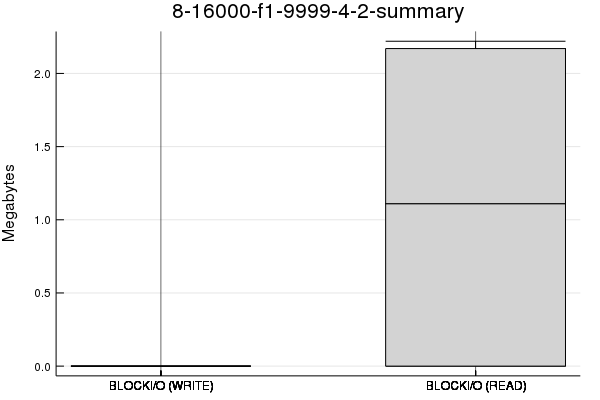 8-16000-f1-9999-4-2-summary
Megabytes
2.0
1.5
1.0
0.5
0.0
BLOCKI/O (WRITE)
BLOCKI/O (READ)